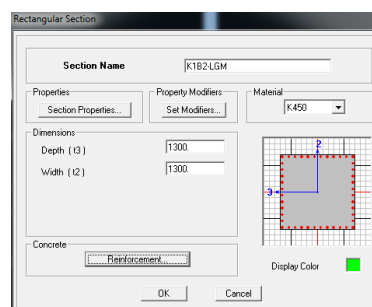 Rectangular Section
Section Name K1B2-LGM
Properties Property Modifiers Material
Section Properties... Set Modifiers... K450
Dimensions
Depth ( t3 ) 1300.
Width ( t2 ) 1300.
2
3
Concrete
Reinforcement...
Display Color
OK Cancel